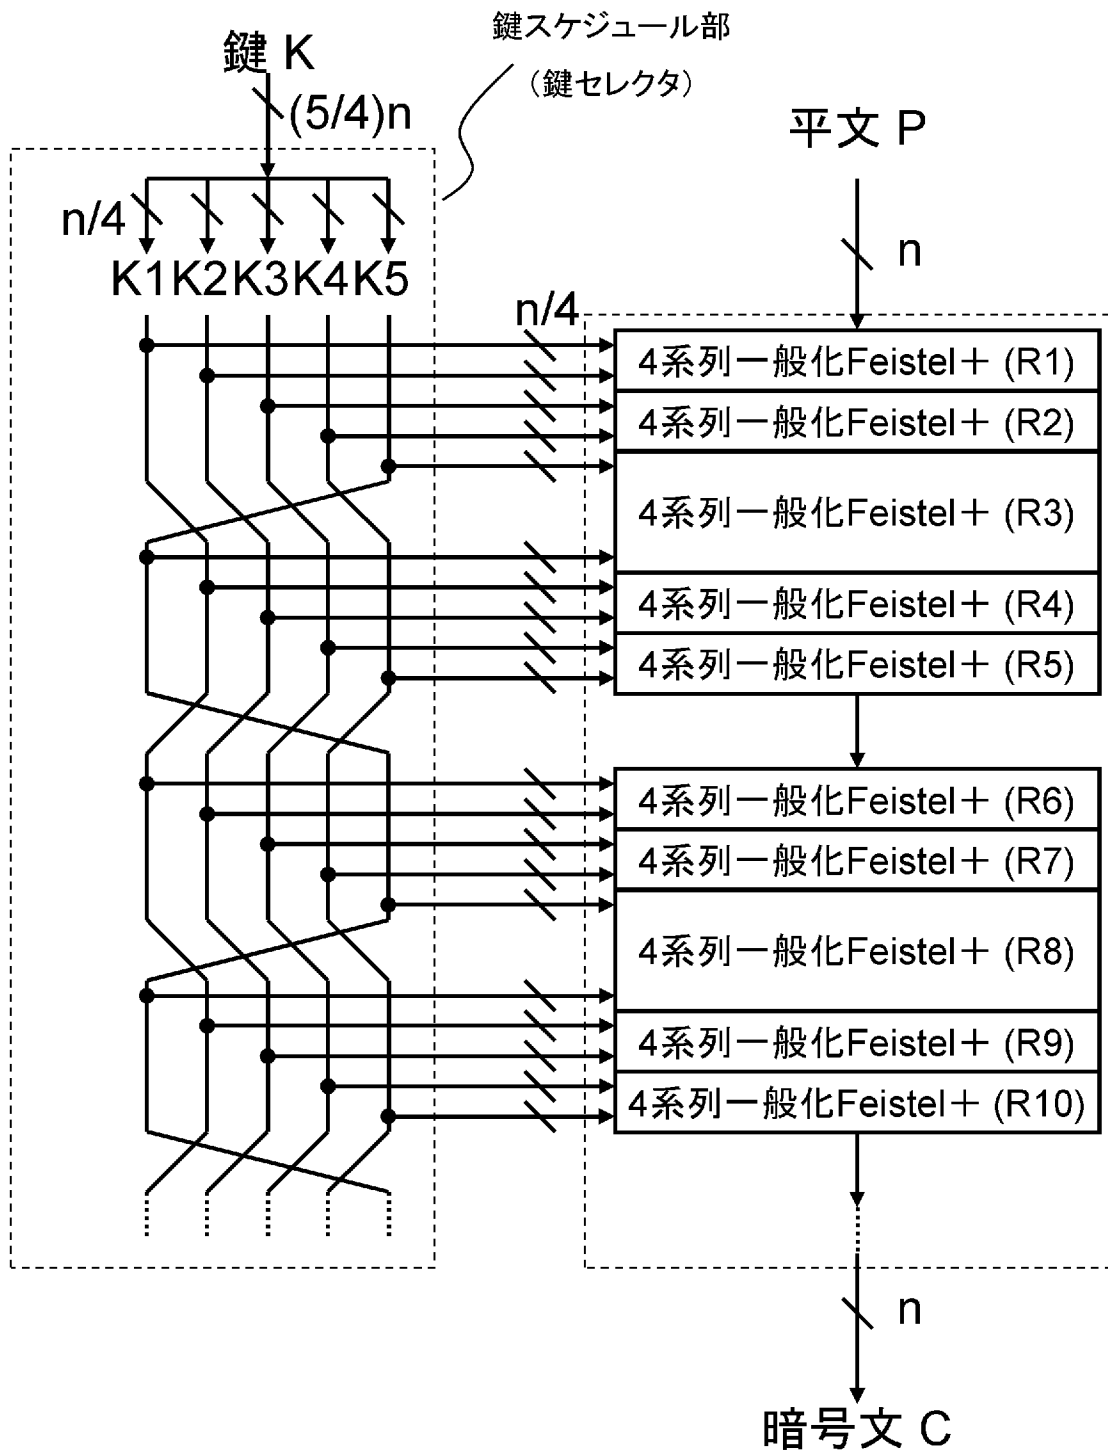 鍵スケジュール部
（鍵セレクタ）
鍵 K
(5/4)n
n/4
K1 K2 K3 K4 K5
平文 P
n
n/4
4系列一般化Feistel＋ (R1)
4系列一般化Feistel＋ (R2)
4系列一般化Feistel＋ (R3)
4系列一般化Feistel＋ (R4)
4系列一般化Feistel＋ (R5)
4系列一般化Feistel＋ (R6)
4系列一般化Feistel＋ (R7)
4系列一般化Feistel＋ (R8)
4系列一般化Feistel＋ (R9)
4系列一般化Feistel＋ (R10)
n
暗号文 C